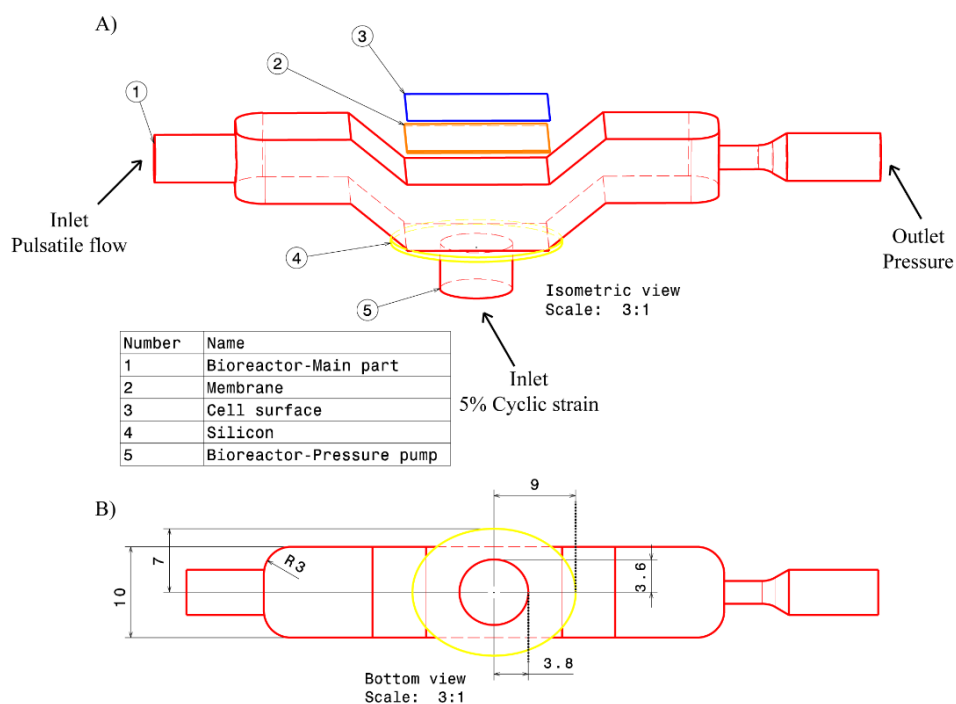 A)
3
2
1
Inlet
Pulsatile flow
Outlet
Pressure
4
5
Isometric view
Scale: 3:1
Inlet
5% Cyclic strain
Number Name
1 Bioreactor-Main part
2 Membrane
3 Cell surface
4 Silicon
5 Bioreactor-Pressure pump
B)
9
7
10
R3
3.6
3.8
Bottom view
Scale: 3:1